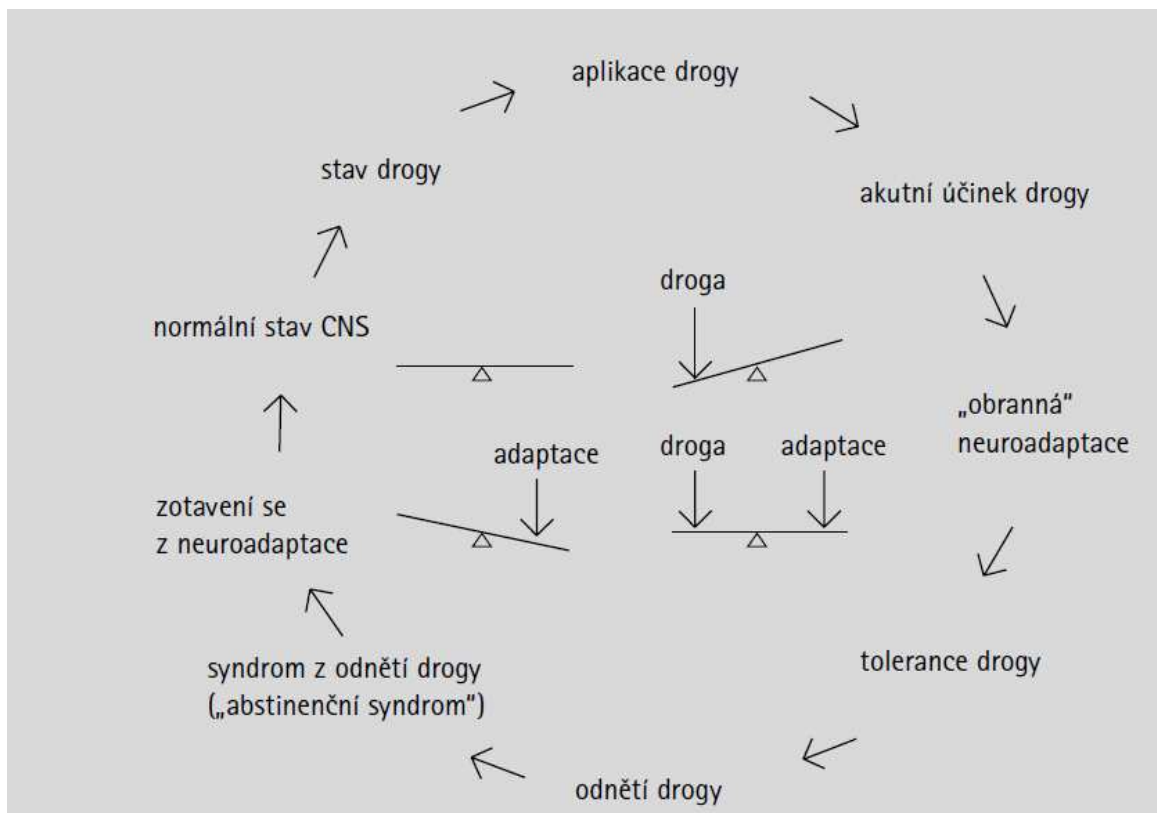 aplikace drogy
stav drogy
akutní účinek drogy
droga
normální stav CNS
„obranná“
neuroadaptace
adaptace
droga
adaptace
zotavení se
z neuroadaptace
tolerance drogy
syndrom z odnětí drogy
(„abstinenční syndrom“)
odnětí drogy